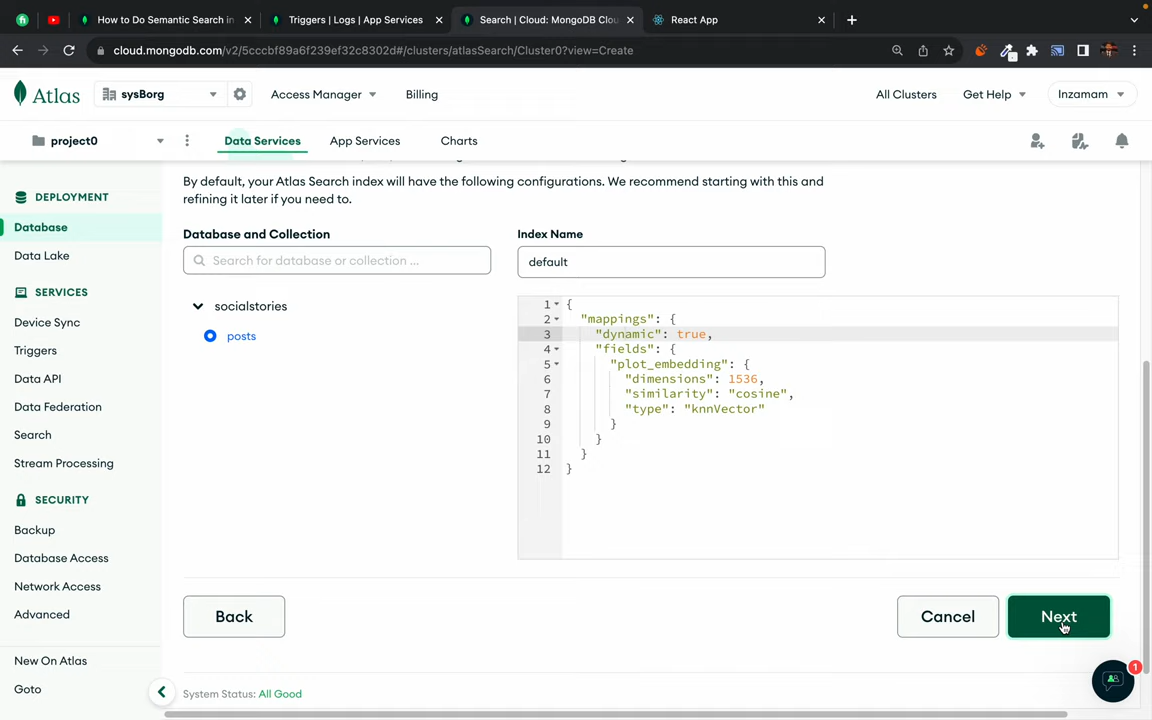 How to Do Semantic Search in
Triggers | Logs | App Services
Search | Cloud: MongoDB Clou
React App
cloud.mongodb.com/v2/5cccbf89a6f239ef32c8302d#/clusters/atlasSearch/Cluster0?view=Create
Atlas
sysBorg
Access Manager
Billing
All Clusters
Get Help
Inzamam
project0
Data Services
App Services
Charts
DEPLOYMENT
Database
Data Lake
SERVICES
Device Sync
Triggers
Data API
Data Federation
Search
Stream Processing
SECURITY
Backup
Database Access
Network Access
Advanced
New On Atlas
Goto
By default, your Atlas Search index will have the following configurations. We recommend starting with this and
refining it later if you need to.
Database and Collection
Search for database or collection ...
socialstories
posts
Index Name
default
1 {
2 "mappings": {
3 "dynamic": true,
4 "fields": {
5 "plot_embedding": {
6 "dimensions": 1536,
7 "similarity": "cosine",
8 "type": "knnVector"
9 }
10 }
11 }
12 }
Back
Cancel
Next
System Status: All Good
1